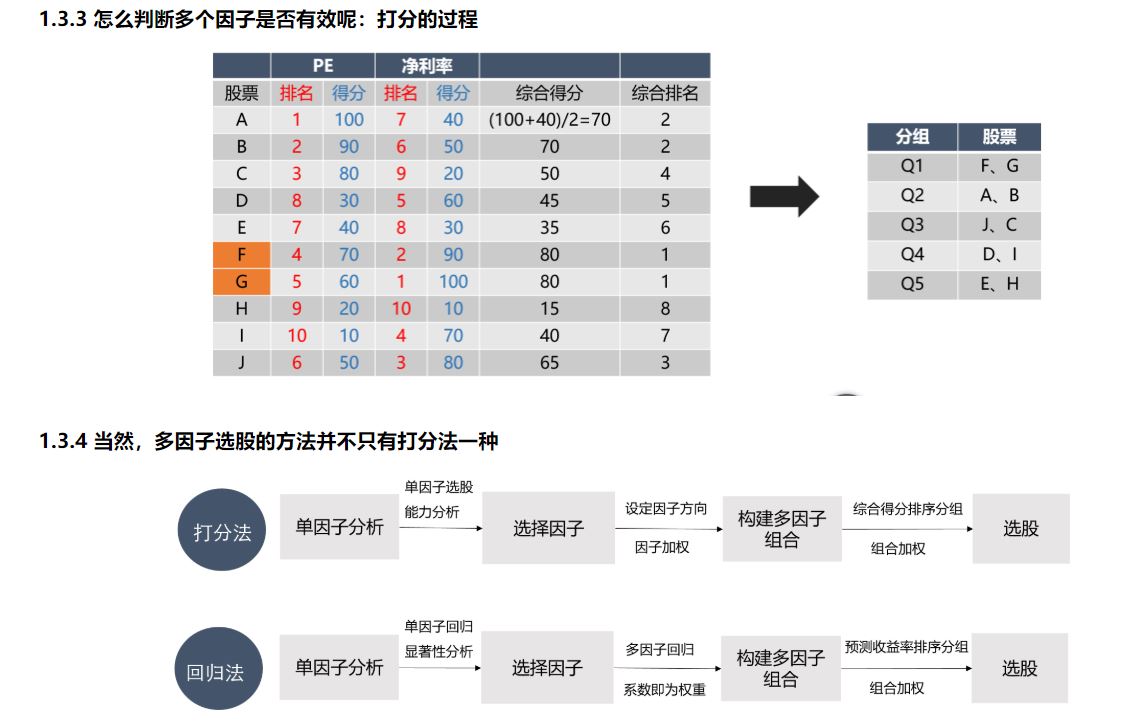 1.3.3 怎么判断多个因子是否有效呢：打分的过程
PE 净利率
股票 排名 得分 排名 得分 综合得分 综合排名
A 1 100 7 40 (100+40)/2=70 2
B 2 90 6 50 70 2
C 3 80 9 20 50 4
D 8 30 5 60 45 5
E 7 40 8 30 35 6
F 4 70 2 90 80 1
G 5 60 1 100 80 1
H 9 20 10 10 15 8
I 10 10 4 70 40 7
J 6 50 3 80 65 3
分组 股票
Q1 F、G
Q2 A、B
Q3 J、C
Q4 D、I
Q5 E、H
1.3.4 当然，多因子选股的方法并不只有打分法一种
打分法
单因子分析
单因子选股
能力分析
选择因子
设定因子方向
因子加权
构建多因子
组合
综合得分排序分组
组合加权
选股
回归法
单因子分析
单因子回归
显著性分析
选择因子
多因子回归
系数即为权重
构建多因子
组合
预测收益率排序分组
组合加权
选股